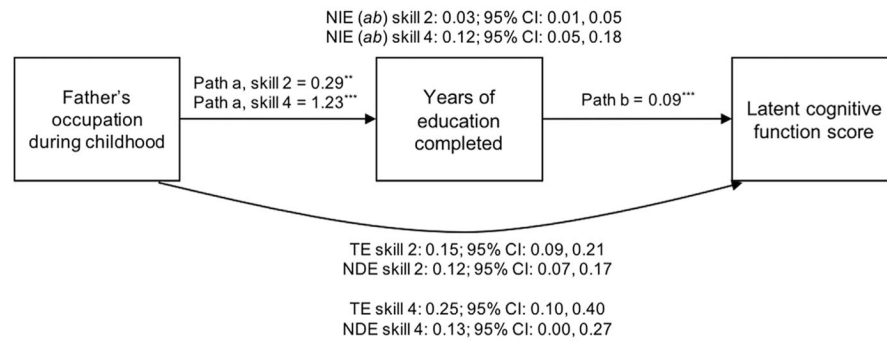 NIE (ab) skill 2: 0.03; 95% CI: 0.01, 0.05
NIE (ab) skill 4: 0.12; 95% CI: 0.05, 0.18
Father's
occupation
during childhood
Path a, skill 2 = 0.29**
Path a, skill 4 = 1.23***
Years of
education
completed
Path b = 0.09***
Latent cognitive
function score
TE skill 2: 0.15; 95% CI: 0.09, 0.21
NDE skill 2: 0.12; 95% CI: 0.07, 0.17
TE skill 4: 0.25; 95% CI: 0.10, 0.40
NDE skill 4: 0.13; 95% CI: 0.00, 0.27